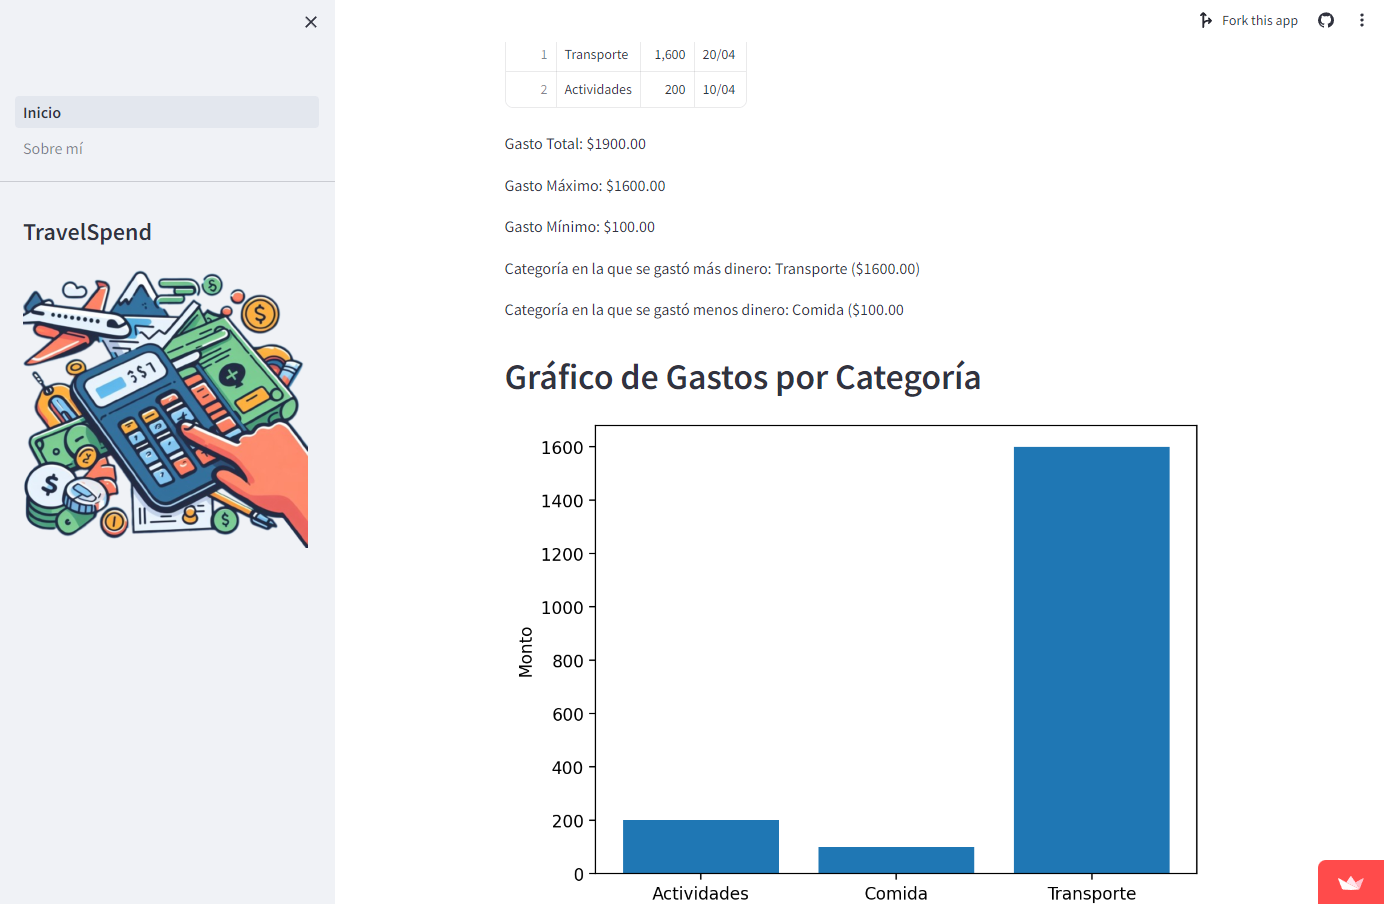 Fork this app
Inicio
Sobre mí
TravelSpend
1 Transporte 1,600 20/04
2 Actividades 200 10/04
Gasto Total: $1900.00
Gasto Máximo: $1600.00
Gasto Mínimo: $100.00
Categoría en la que se gastó más dinero: Transporte ($1600.00)
Categoría en la que se gastó menos dinero: Comida ($100.00
Gráfico de Gastos por Categoría
1600
1400
1200
1000
800
600
400
200
0
Monto
Actividades Comida Transporte